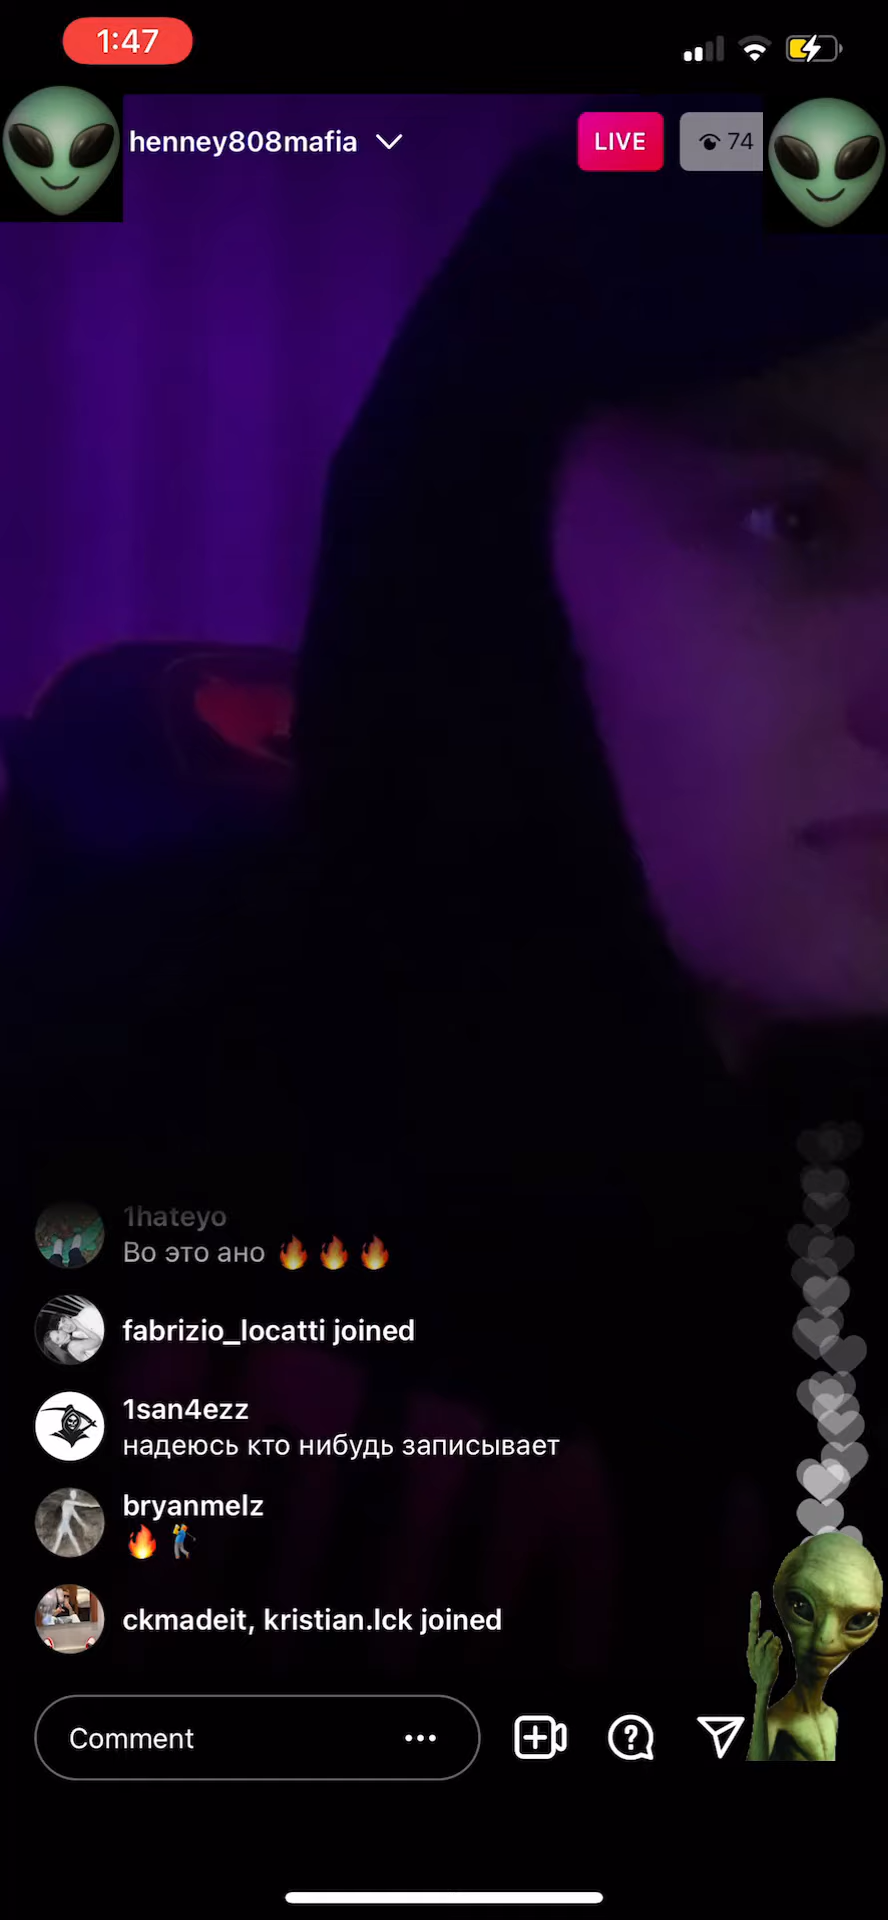 1:47
henney808mafia
LIVE
74
1hateyo
Во это ано 🔥 🔥 🔥
fabrizio_locatti joined
1san4ezz
надеюсь кто нибудь записывает
bryanmelz
🔥 🏌
ckmadeit, kristian.lck joined
Comment